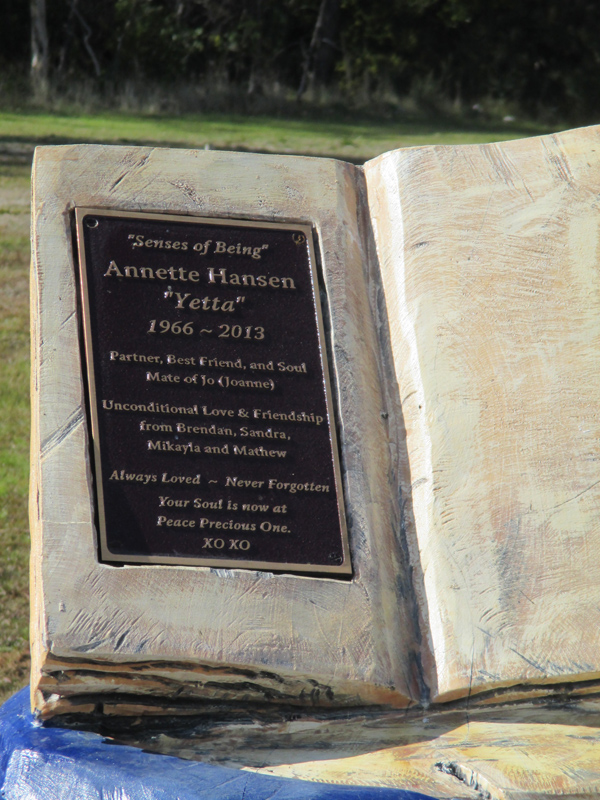 "Senses of Being"
Annette Hansen
"Yetta"
1966 ~ 2013
Partner, Best Friend, and Soul
Mate of Jo (Joanne)
Unconditional Love & Friendship
from Brendan, Sandra,
Mikayla and Mathew
Always Loved ~ Never Forgotten
Your Soul is now at
Peace Precious One.
XO XO